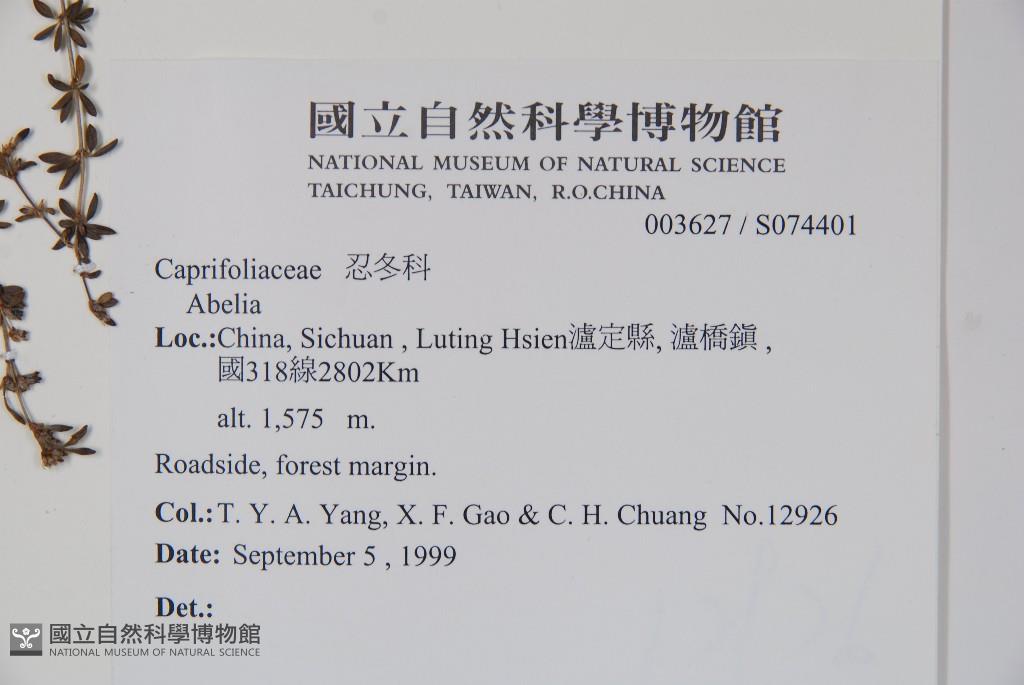 國立自然科學博物館
NATIONAL MUSEUM OF NATURAL SCIENCE
TAICHUNG, TAIWAN, R.O.CHINA
003627 / S074401
Caprifoliaceae 忍冬科
Abelia
Loc.:China, Sichuan , Luting Hsien瀘定縣, 瀘橋鎮 ,
國318線2802Km
alt. 1,575 m.
Roadside, forest margin.
Col.: T. Y. A. Yang, X. F. Gao & C. H. Chuang No.12926
Date: September 5 , 1999
Det.:
國立自然科學博物館
NATIONAL MUSEUM OF NATURAL SCIENCE